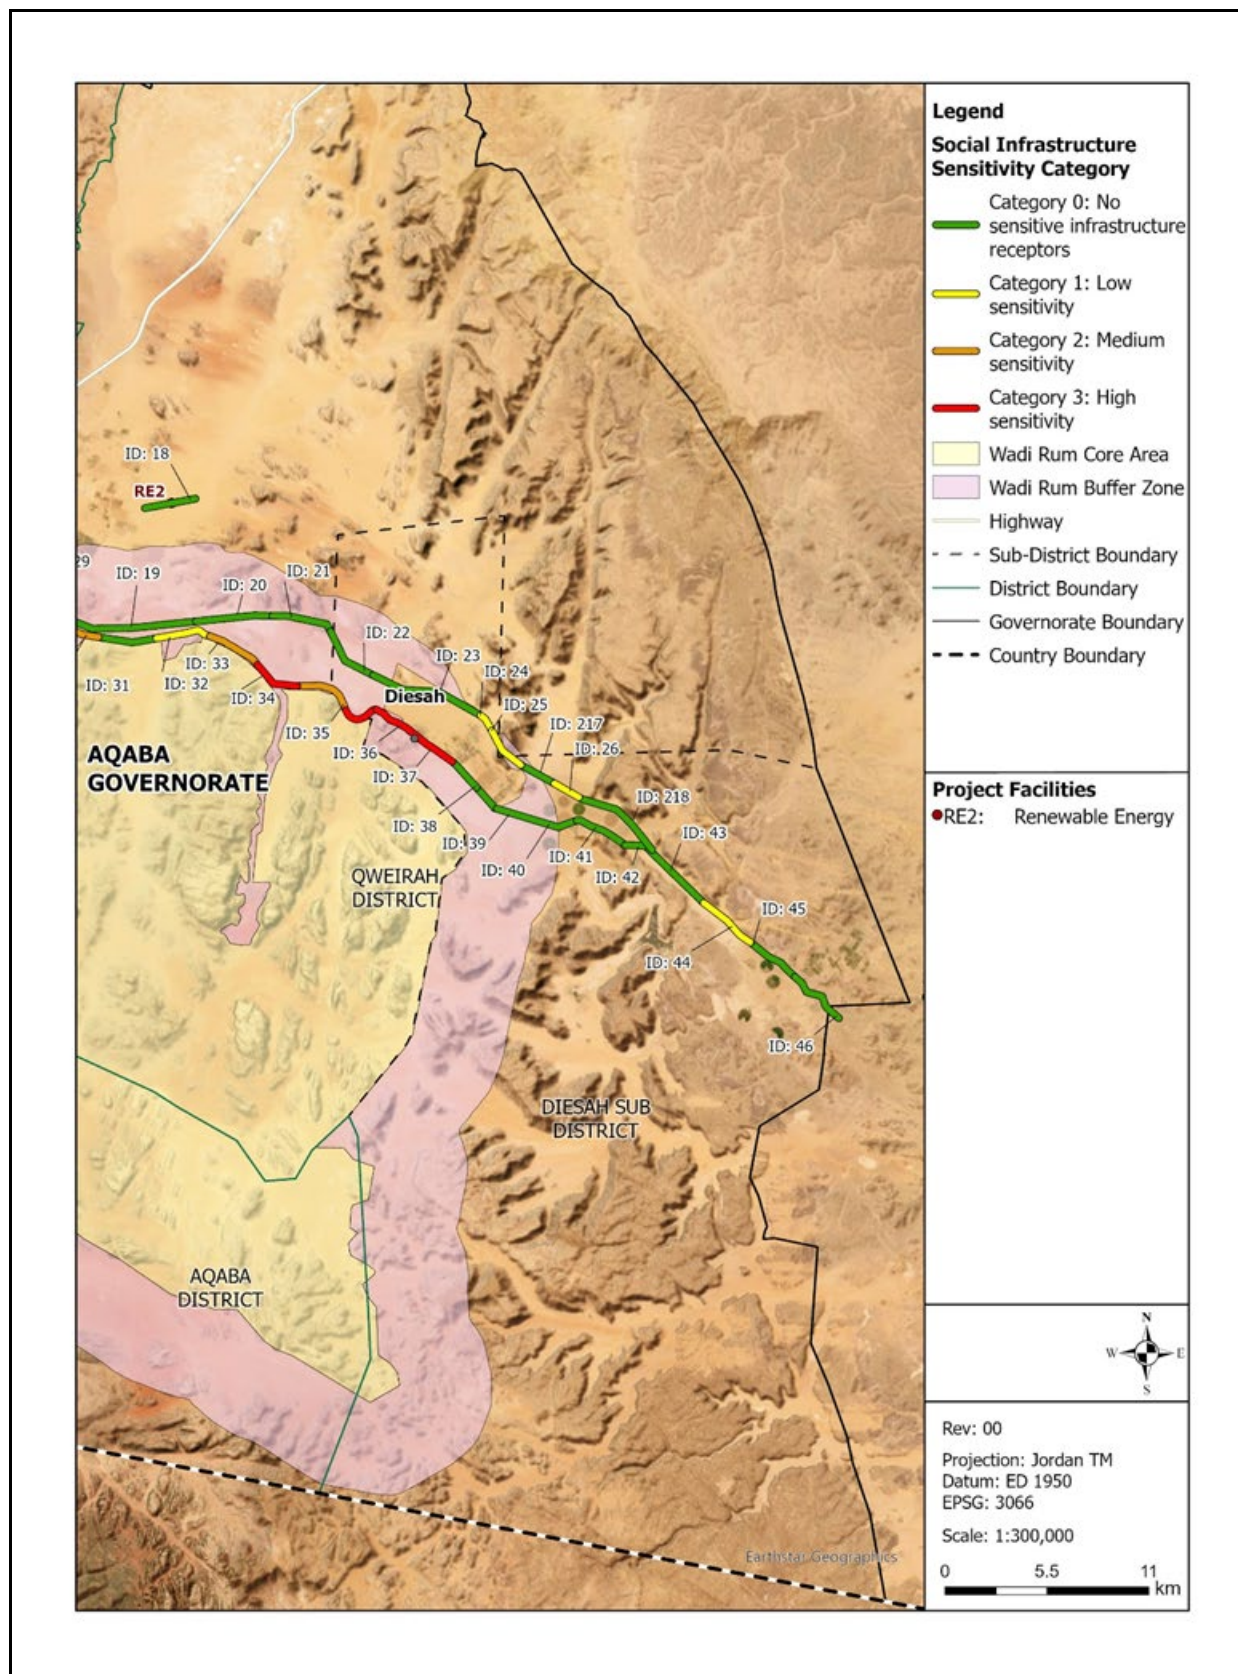 Legend
Social Infrastructure
Sensitivity Category
Category 0: No
sensitive infrastructure
receptors
Category 1: Low
sensitivity
Category 2: Medium
sensitivity
Category 3: High
sensitivity
Wadi Rum Core Area
Wadi Rum Buffer Zone
Highway
Sub-District Boundary
District Boundary
Governorate Boundary
Country Boundary
Project Facilities
RE2: Renewable Energy
N
W E
S
Rev: 00
Projection: Jordan TM
Datum: ED 1950
EPSG: 3066
Scale: 1:300,000
0 5.5 11
km
ID: 18
RE2
29
ID: 19
ID: 20
ID: 21
ID: 22
ID: 23
ID: 24
ID: 25
ID: 217
ID: 26
ID: 218
ID: 31
ID: 32
ID: 33
ID: 34
ID: 35
ID: 36
ID: 37
ID: 38
ID: 39
ID: 40
ID: 41
ID: 42
ID: 43
ID: 44
ID: 45
ID: 46
Diesah
AQABA
GOVERNORATE
QWEIRAH
DISTRICT
DIESAH SUB
DISTRICT
AQABA
DISTRICT
Earthstar Geographics